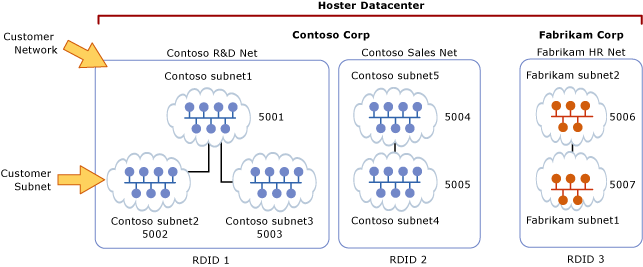 Hoster Datacenter
Customer
Network
Contoso Corp
Fabrikam Corp
Contoso R&D Net
Contoso Sales Net
Fabrikam HR Net
Contoso subnet1
Contoso subnet5
Fabrikam subnet2
5001
5004
5006
Customer
Subnet
5005
5007
Contoso subnet2
5002
Contoso subnet3
5003
Contoso subnet4
Fabrikam subnet1
RDID 1
RDID 2
RDID 3